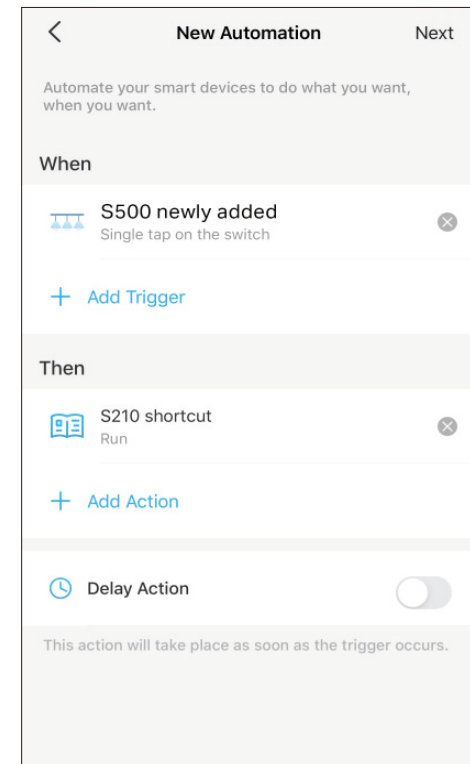 New Automation
Next
Automate your smart devices to do what you want,
when you want.
When
S500 newly added
Single tap on the switch
Add Trigger
Then
S210 shortcut
Run
Add Action
Delay Action
This action will take place as soon as the trigger occurs.